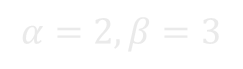 α = 2, β = 3